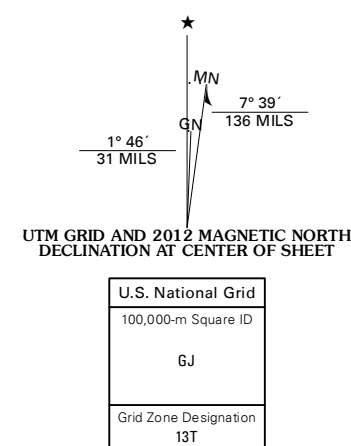 ★
MN
7° 39´
136 MILS
GN
1° 46´
31 MILS
UTM GRID AND 2012 MAGNETIC NORTH
DECLINATION AT CENTER OF SHEET
U.S. National Grid
100,000-m Square ID
GJ
Grid Zone Designation
13T